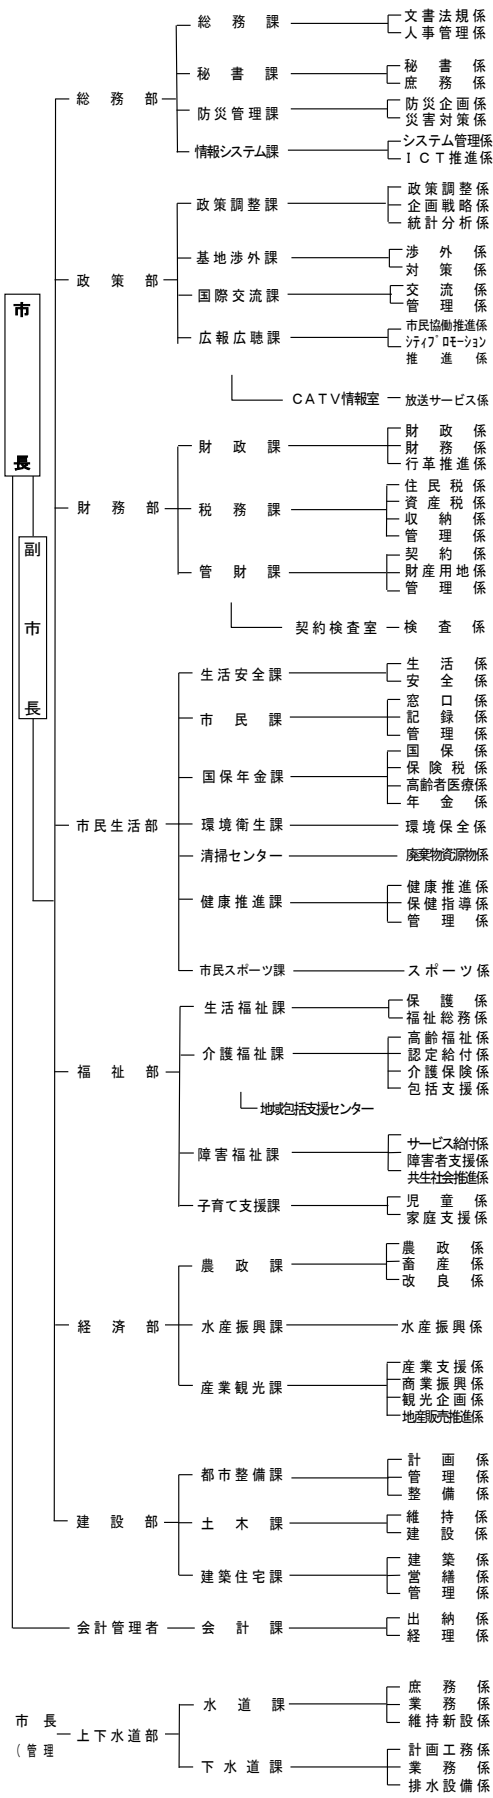 市長
副市長
総務部
総務課
文書法規係
人事管理係
秘書課
秘書係
庶務係
防災管理課
防災企画係
災害対策係
情報システム課
システム管理係
ＩＣＴ推進係
政策部
政策調整課
政策調整係
企画戦略係
統計分析係
基地渉外課
渉外係
対策係
国際交流課
交流係
管理係
広報広聴課
市民協働推進係
シティプロモーション
推進係
ＣＡＴＶ情報室
放送サービス係
財務部
財政課
財政係
財務係
行革推進係
税務課
住民税係
資産税係
収納係
管理係
管財課
契約係
財産用地係
管理係
契約検査室
検査係
市民生活部
生活安全課
生活係
安全係
市民課
窓口係
記録係
管理係
国保年金課
国保係
保険税係
高齢者医療係
年金係
環境衛生課
環境保全係
清掃センター
廃棄物資源物係
健康推進課
健康推進係
保健指導係
管理係
市民スポーツ課
スポーツ係
福祉部
生活福祉課
保護係
福祉総務係
介護福祉課
高齢福祉係
認定給付係
介護保険係
包括支援係
地域包括支援センター
障害福祉課
サービス給付係
障害者支援係
共生社会推進係
子育て支援課
児童係
家庭支援係
経済部
農政課
農政係
畜産係
改良係
水産振興課
水産振興係
産業観光課
産業支援係
商業振興係
観光企画係
地産販売推進係
建設部
都市整備課
計画係
管理係
整備係
土木課
維持係
建設係
建築住宅課
建築係
営繕係
管理係
会計管理者
会計課
出納係
経理係
市長
（管理
上下水道部
水道課
庶務係
業務係
維持新設係
下水道課
計画工務係
業務係
排水設備係